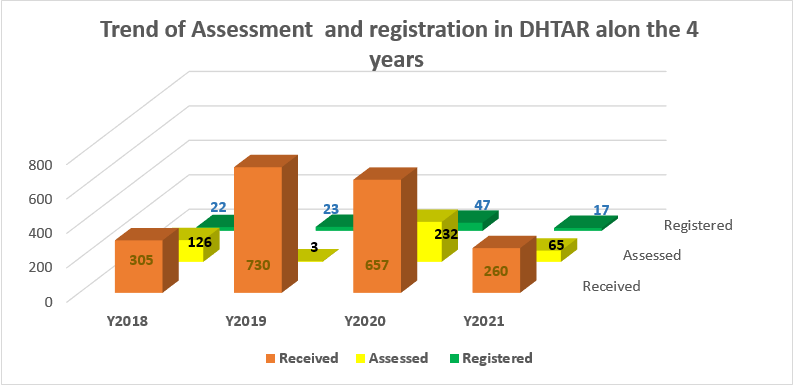 Trend of Assessment  and registration in DHTAR alon the 4
years
800
600
400
200
0
22
23
47
17
126
3
232
65
305
730
657
260
Registered
Assessed
Received
Y2018
Y2019
Y2020
Y2021
Received
Assessed
Registered